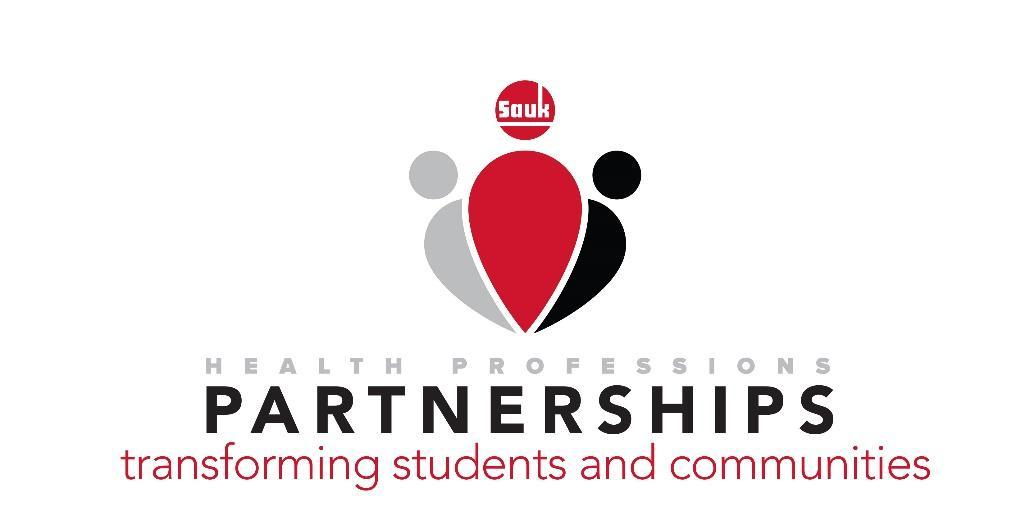 Sauk
HEALTH PROFESSIONS
PARTNERSHIPS
transforming students and communities